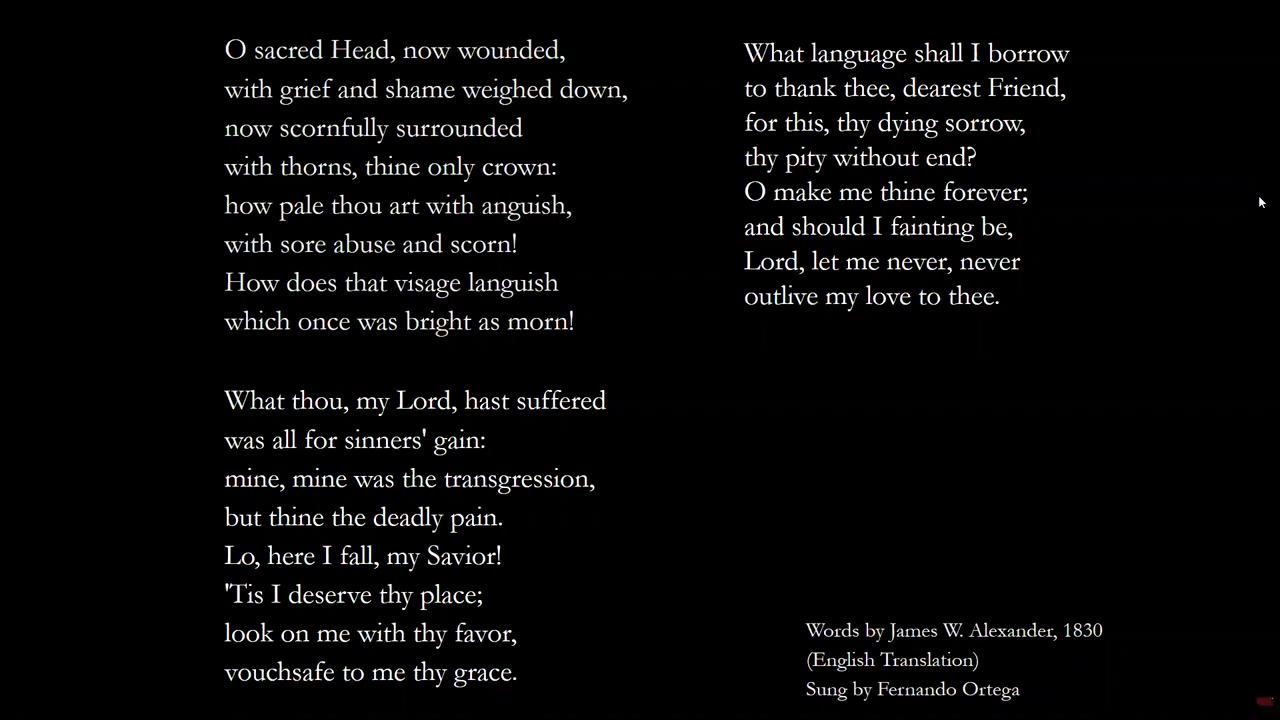 O sacred Head, now wounded,
with grief and shame weighed down,
now scornfully surrounded
with thorns, thine only crown:
how pale thou art with anguish,
with sore abuse and scorn!
How does that visage languish
which once was bright as morn!
What thou, my Lord, hast suffered
was all for sinners' gain:
mine, mine was the transgression,
but thine the deadly pain.
Lo, here I fall, my Savior!
'Tis I deserve thy place;
look on me with thy favor,
vouchsafe to me thy grace.
What language shall I borrow
to thank thee, dearest Friend,
for this, thy dying sorrow,
thy pity without end?
O make me thine forever;
and should I fainting be,
Lord, let me never, never
outlive my love to thee.
Words by James W. Alexander, 1830
(English Translation)
Sung by Fernando Ortega